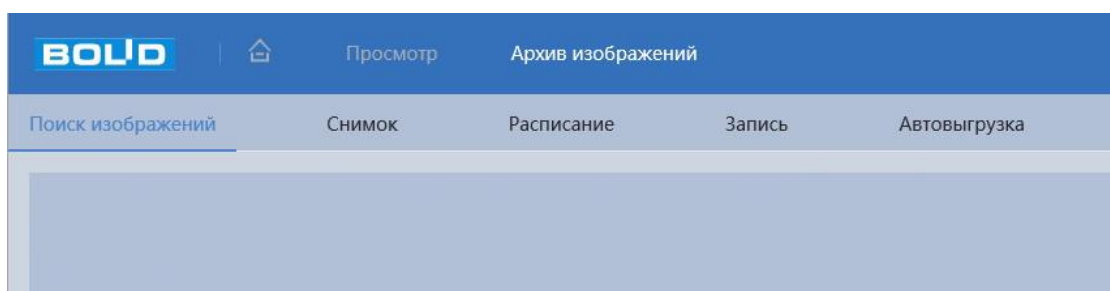 BOLID Просмотр Архив изображений
Поиск изображений Снимок Расписание Запись Автовыгрузка